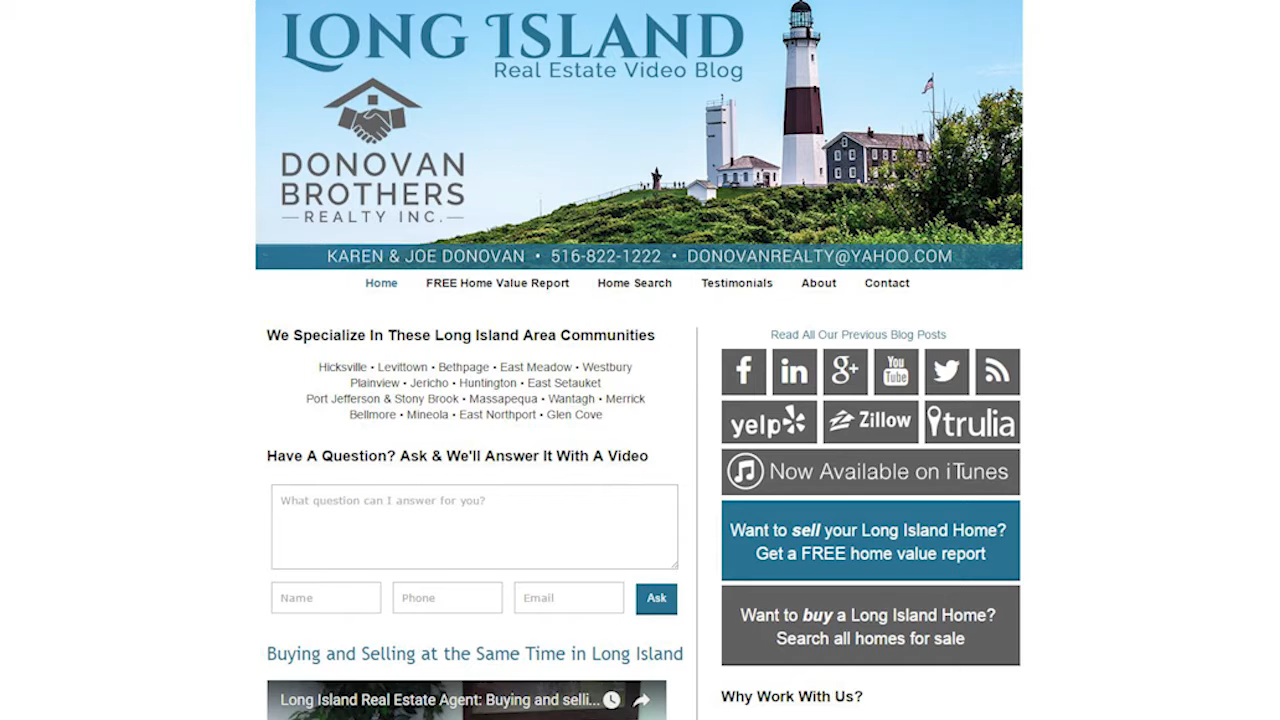 LONG ISLAND
Real Estate Video Blog
DONOVAN
BROTHERS
REALTY INC.
KAREN & JOE DONOVAN • 516-822-1222 • DONOVANREALTY@YAHOO.COM
Home FREE Home Value Report Home Search Testimonials About Contact
We Specialize In These Long Island Area Communities
Hicksville • Levittown • Bethpage • East Meadow • Westbury
Plainview • Jericho • Huntington • East Setauket
Port Jefferson & Stony Brook • Massapequa • Wantagh • Merrick
Bellmore • Mineola • East Northport • Glen Cove
Have A Question? Ask & We'll Answer It With A Video
What question can I answer for you?
Name Phone Email Ask
Buying and Selling at the Same Time in Long Island
Long Island Real Estate Agent: Buying and selli...
Read All Our Previous Blog Posts
f in g+ You Tube
yelp Zillow trulia
Now Available on iTunes
Want to sell your Long Island Home?
Get a FREE home value report
Want to buy a Long Island Home?
Search all homes for sale
Why Work With Us?